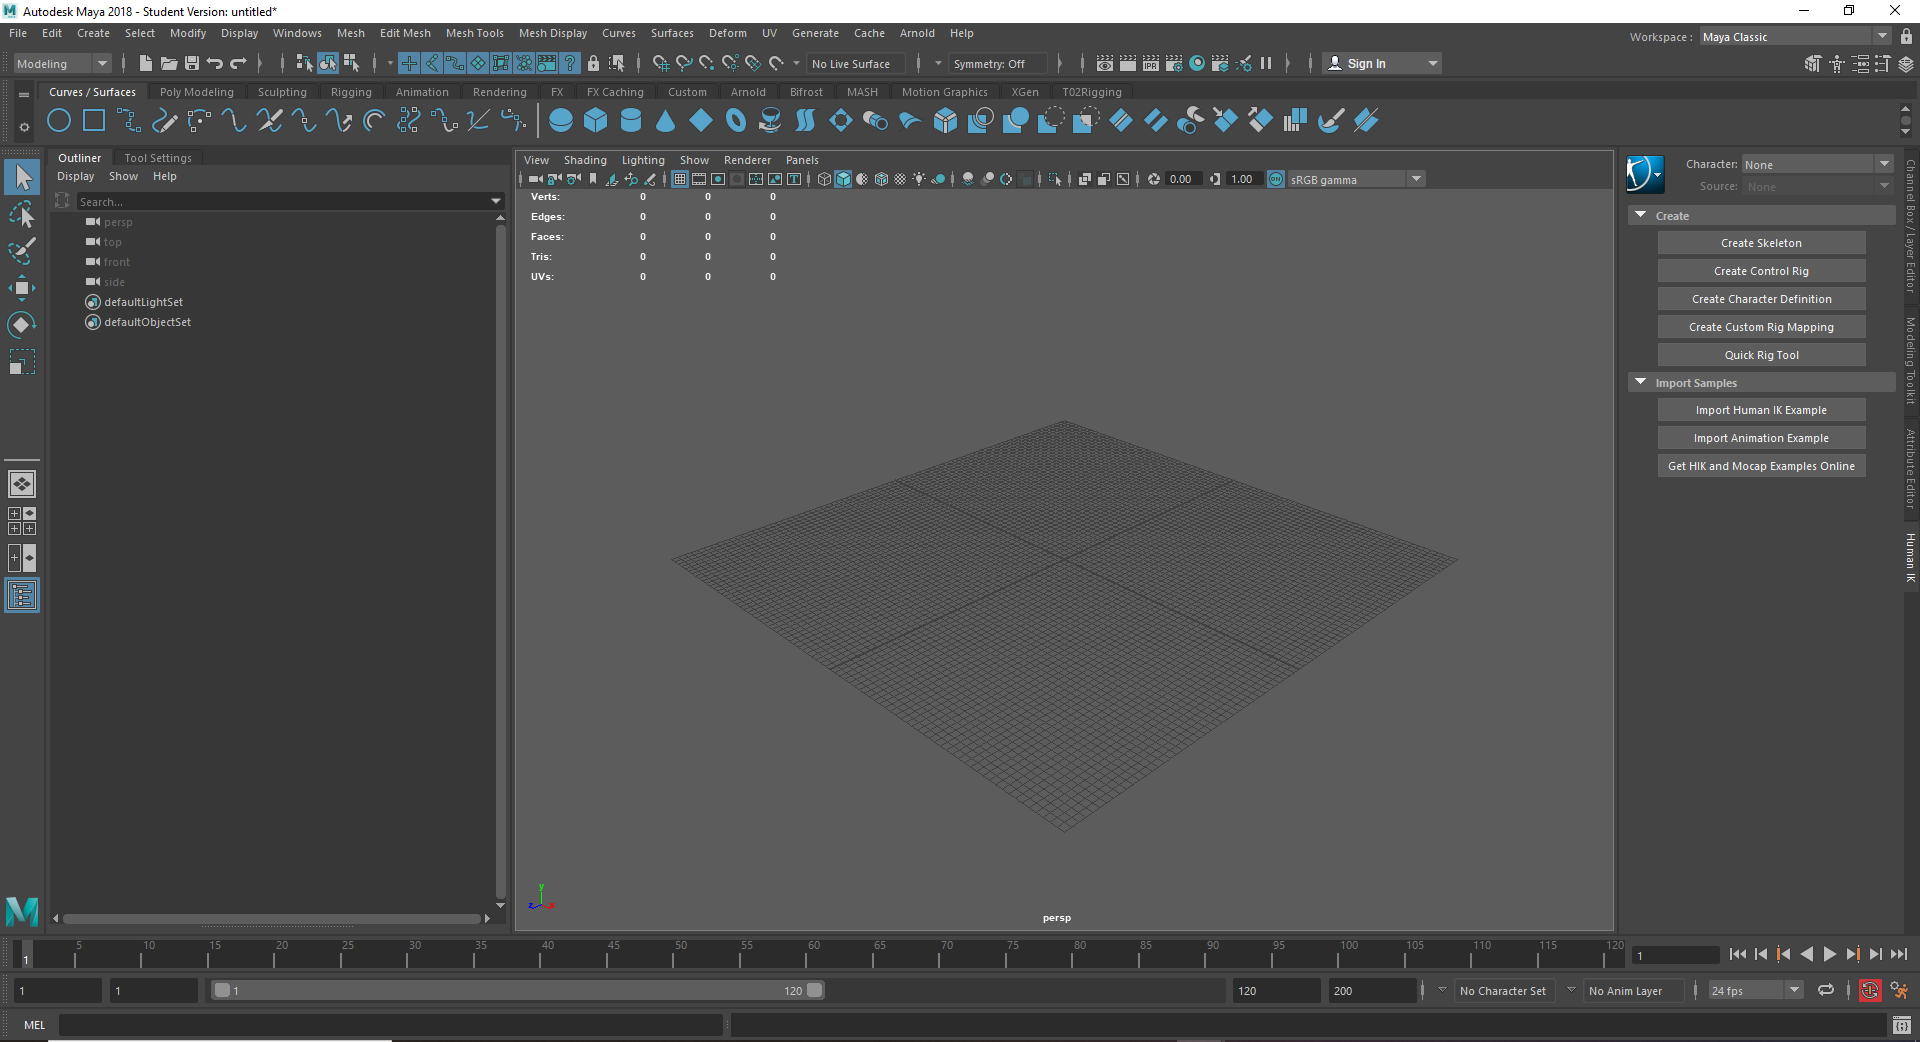 Autodesk Maya 2018 - Student Version: untitled*
File Edit Create Select Modify Display Windows Mesh Edit Mesh Mesh Tools Mesh Display Curves Surfaces Deform UV Generate Cache Arnold Help
Workspace : Maya Classic
Modeling No Live Surface Symmetry: Off IPR Sign In
Curves / Surfaces Poly Modeling Sculpting Rigging Animation Rendering FX FX Caching Custom Arnold Bifrost MASH Motion Graphics XGen T02Rigging
Outliner Tool Settings
Display Show Help
Search...
persp
top
front
side
defaultLightSet
defaultObjectSet
View Shading Lighting Show Renderer Panels
0.00 1.00 ON sRGB gamma
Verts: 0 0 0
Edges: 0 0 0
Faces: 0 0 0
Tris: 0 0 0
UVs: 0 0 0
y
z x
persp
Character: None
Source: None
Create
Create Skeleton
Create Control Rig
Create Character Definition
Create Custom Rig Mapping
Quick Rig Tool
Import Samples
Import Human IK Example
Import Animation Example
Get HIK and Mocap Examples Online
Channel Box / Layer Editor
Modeling Toolkit
Attribute Editor
Human IK
5 10 15 20 25 30 35 40 45 50 55 60 65 70 75 80 85 90 95 100 105 110 115 120
1 1
1 1 1 120 120 200 No Character Set No Anim Layer 24 fps
MEL